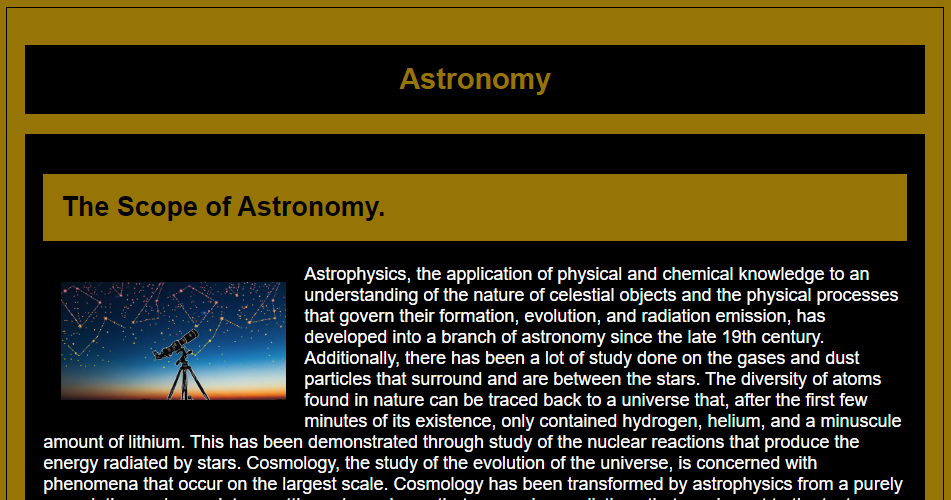 Astronomy
The Scope of Astronomy.
Astrophysics, the application of physical and chemical knowledge to an
understanding of the nature of celestial objects and the physical processes
that govern their formation, evolution, and radiation emission, has
developed into a branch of astronomy since the late 19th century.
Additionally, there has been a lot of study done on the gases and dust
particles that surround and are between the stars. The diversity of atoms
found in nature can be traced back to a universe that, after the first few
minutes of its existence, only contained hydrogen, helium, and a minuscule
amount of lithium. This has been demonstrated through study of the nuclear reactions that produce the
energy radiated by stars. Cosmology, the study of the evolution of the universe, is concerned with
phenomena that occur on the largest scale. Cosmology has been transformed by astrophysics from a purely